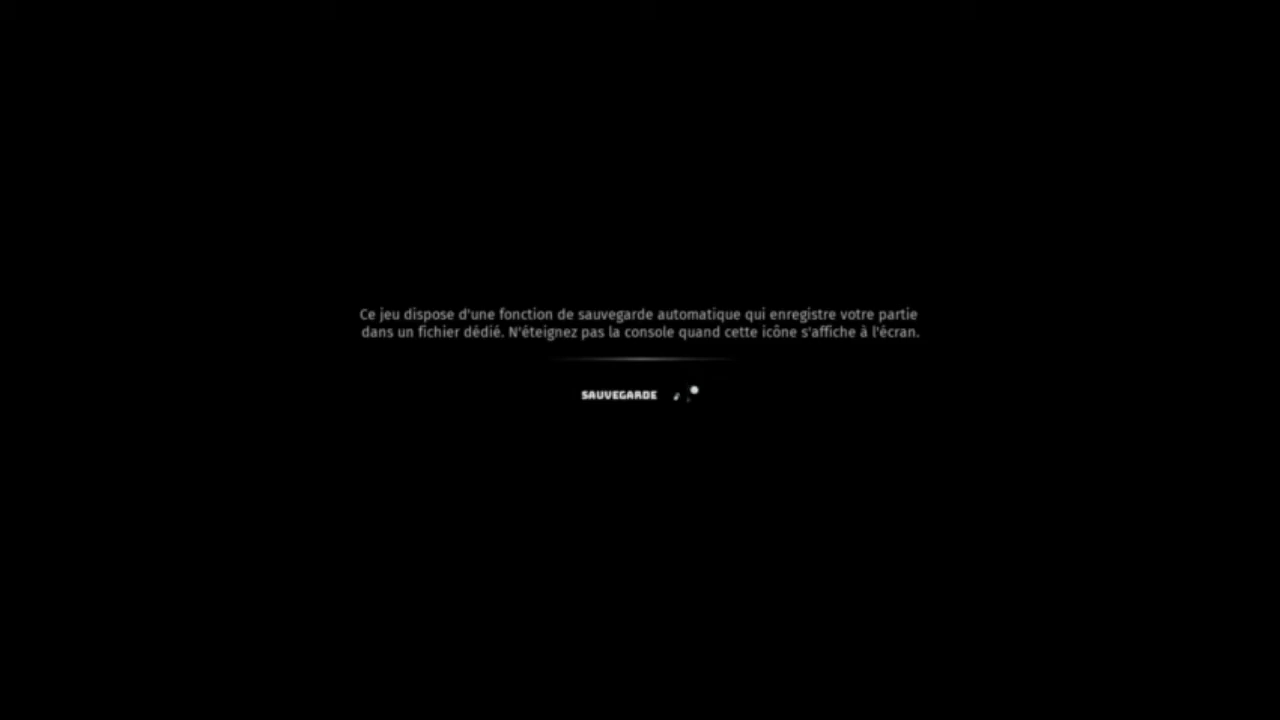 Ce jeu dispose d'une fonction de sauvegarde automatique qui enregistre votre partie
dans un fichier dédié. N'éteignez pas la console quand cette icône s'affiche à l'écran.
SAUVEGARDE